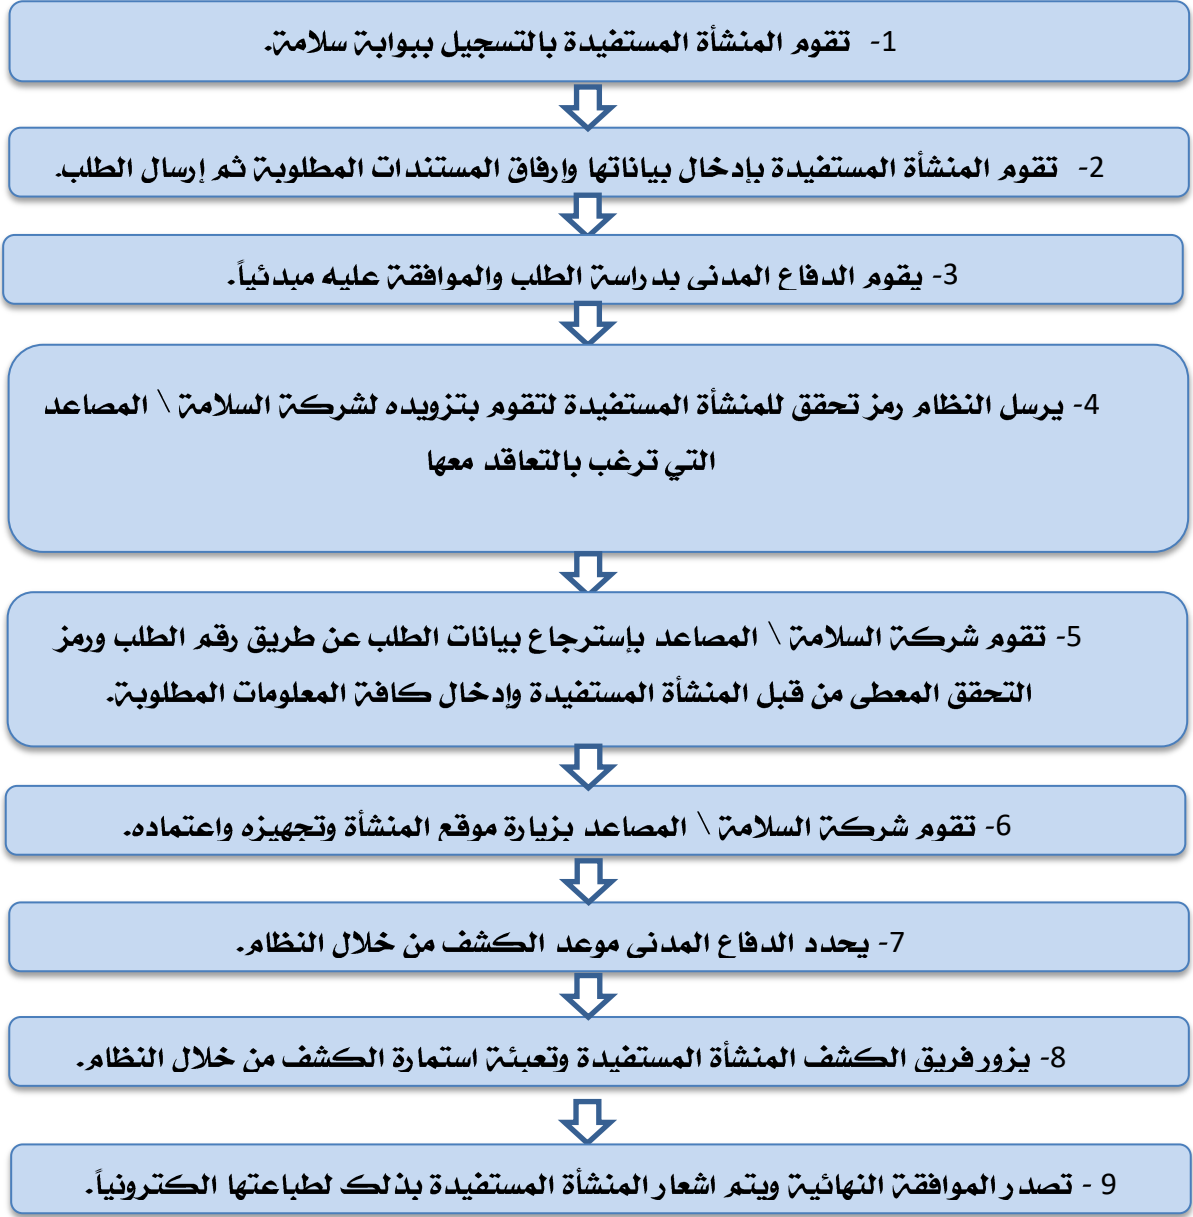 1- تقوم المنشأة المستفيدة بالتسجيل ببوابة سلامة.
2- تقوم المنشأة المستفيدة بإدخال بياناتها وإرفاق المستندات المطلوبة ثم إرسال الطلب.
3- يقوم الدفاع المدني بدراسة الطلب والموافقة عليه مبدئياً.
4- يرسل النظام رمز تحقق للمنشأة المستفيدة لتقوم بتزويده لشركة السلامة \ المصاعد
التي ترغب بالتعاقد معها
5- تقوم شركة السلامة \ المصاعد بإسترجاع بيانات الطلب عن طريق رقم الطلب ورمز
التحقق المعطى من قبل المنشأة المستفيدة وإدخال كافة المعلومات المطلوبة.
6- تقوم شركة السلامة \ المصاعد بزيارة موقع المنشأة وتجهيزه واعتماده.
7- يحدد الدفاع المدني موعد الكشف من خلال النظام.
8- يزور فريق الكشف المنشأة المستفيدة وتعبئة استمارة الكشف من خلال النظام.
9 - تصدر الموافقة النهائية ويتم اشعار المنشأة المستفيدة بذلك لطباعتها الكترونياً.